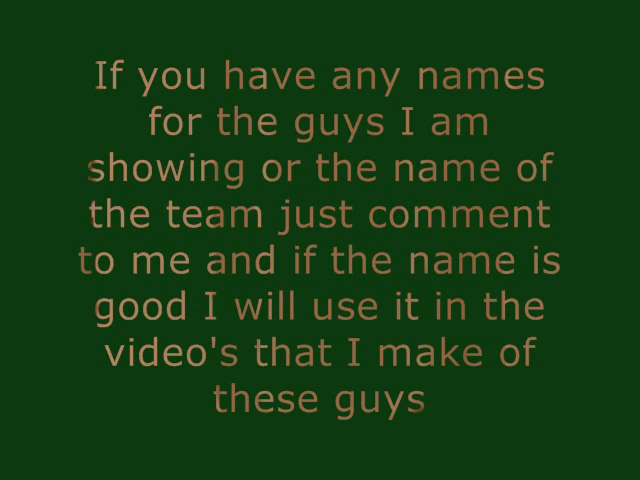 If you have any names
for the guys I am
showing or the name of
the team just comment
to me and if the name is
good I will use it in the
video's that I make of
these guys